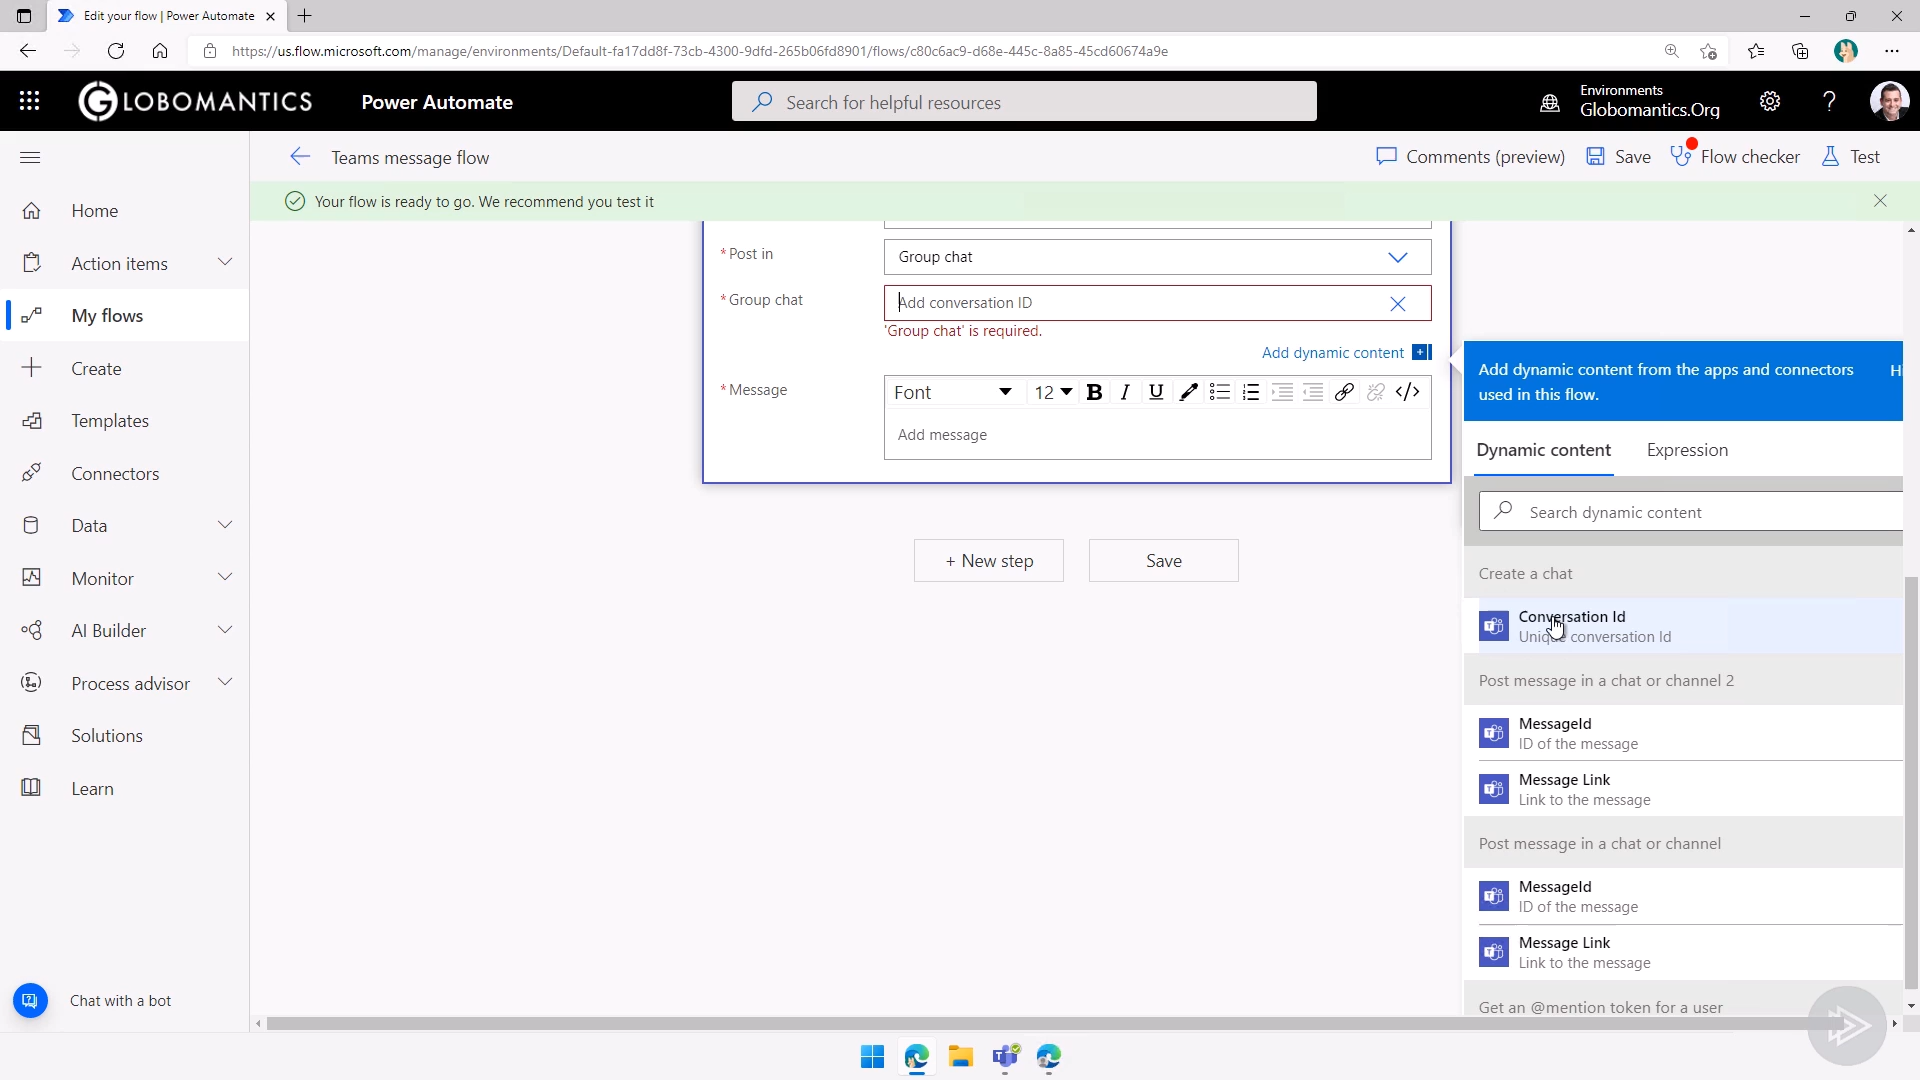 Edit your flow | Power Automate
https://us.flow.microsoft.com/manage/environments/Default-fa17dd8f-73cb-4300-9dfd-265b06fd8901/flows/c80c6ac9-d68e-445c-8a85-45cd60674a9e
GLOBOMANTICS
Power Automate
Search for helpful resources
Environments
Globomantics.Org
?
Teams message flow
Comments (preview)
Save
Flow checker
Test
Your flow is ready to go. We recommend you test it
Home
Action items
My flows
Create
Templates
Connectors
Data
Monitor
AI Builder
Process advisor
Solutions
Learn
Chat with a bot
* Post in
Group chat
* Group chat
Add conversation ID
'Group chat' is required.
Add dynamic content
* Message
Font
12
B I U
</>
Add message
+ New step
Save
Add dynamic content from the apps and connectors
used in this flow.
Dynamic content
Expression
Search dynamic content
Create a chat
Conversation Id
Unique conversation Id
Post message in a chat or channel 2
MessageId
ID of the message
Message Link
Link to the message
Post message in a chat or channel
MessageId
ID of the message
Message Link
Link to the message
Get an @mention token for a user